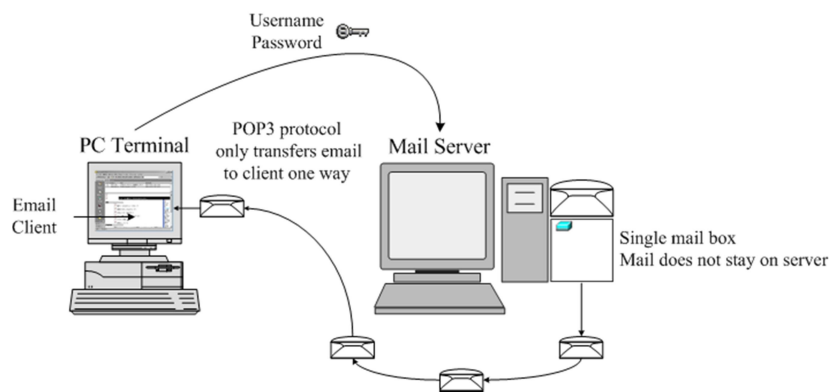 Username
Password
POP3 protocol
only transfers email
to client one way
PC Terminal
Mail Server
Email
Client
Single mail box
Mail does not stay on server